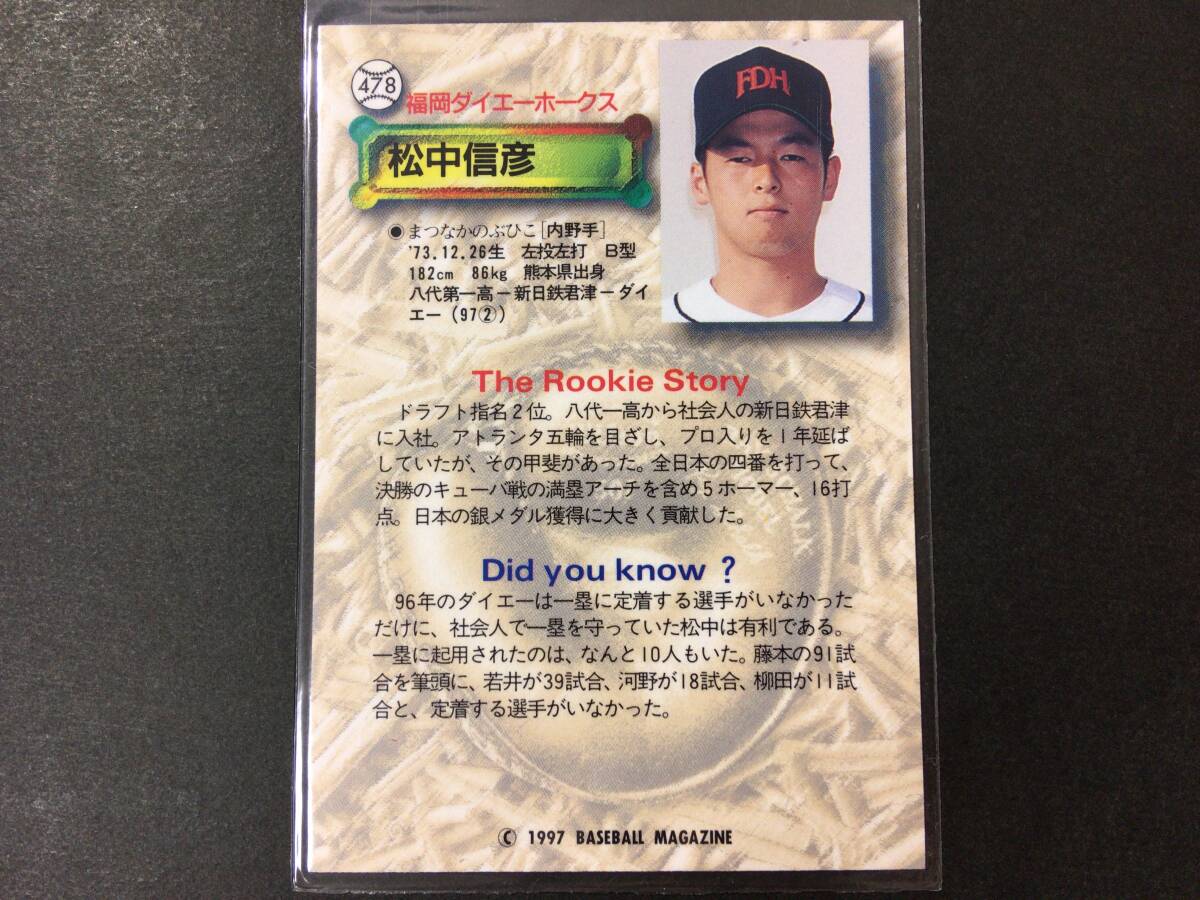 478
福岡ダイエーホークス
FDH
松中信彦
●まつなかのぶひこ[内野手]
'73.12.26生 左投左打 B型
182cm 86kg 熊本県出身
八代第一高−新日鉄君津−ダイ
エー(97②)
The Rookie Story
ドラフト指名2位。八代一高から社会人の新日鉄君津
に入社。アトランタ五輪を目ざし、プロ入りを1年延ば
していたが、その甲斐があった。全日本の四番を打って、
決勝のキューバ戦の満塁アーチを含め5ホーマー、16打
点。日本の銀メダル獲得に大きく貢献した。
Did you know ?
96年のダイエーは一塁に定着する選手がいなかった
だけに、社会人で一塁を守っていた松中は有利である。
一塁に起用されたのは、なんと10人もいた。藤本の91試
合を筆頭に、若井が39試合、河野が18試合、柳田が11試
合と、定着する選手がいなかった。
© 1997 BASEBALL MAGAZINE